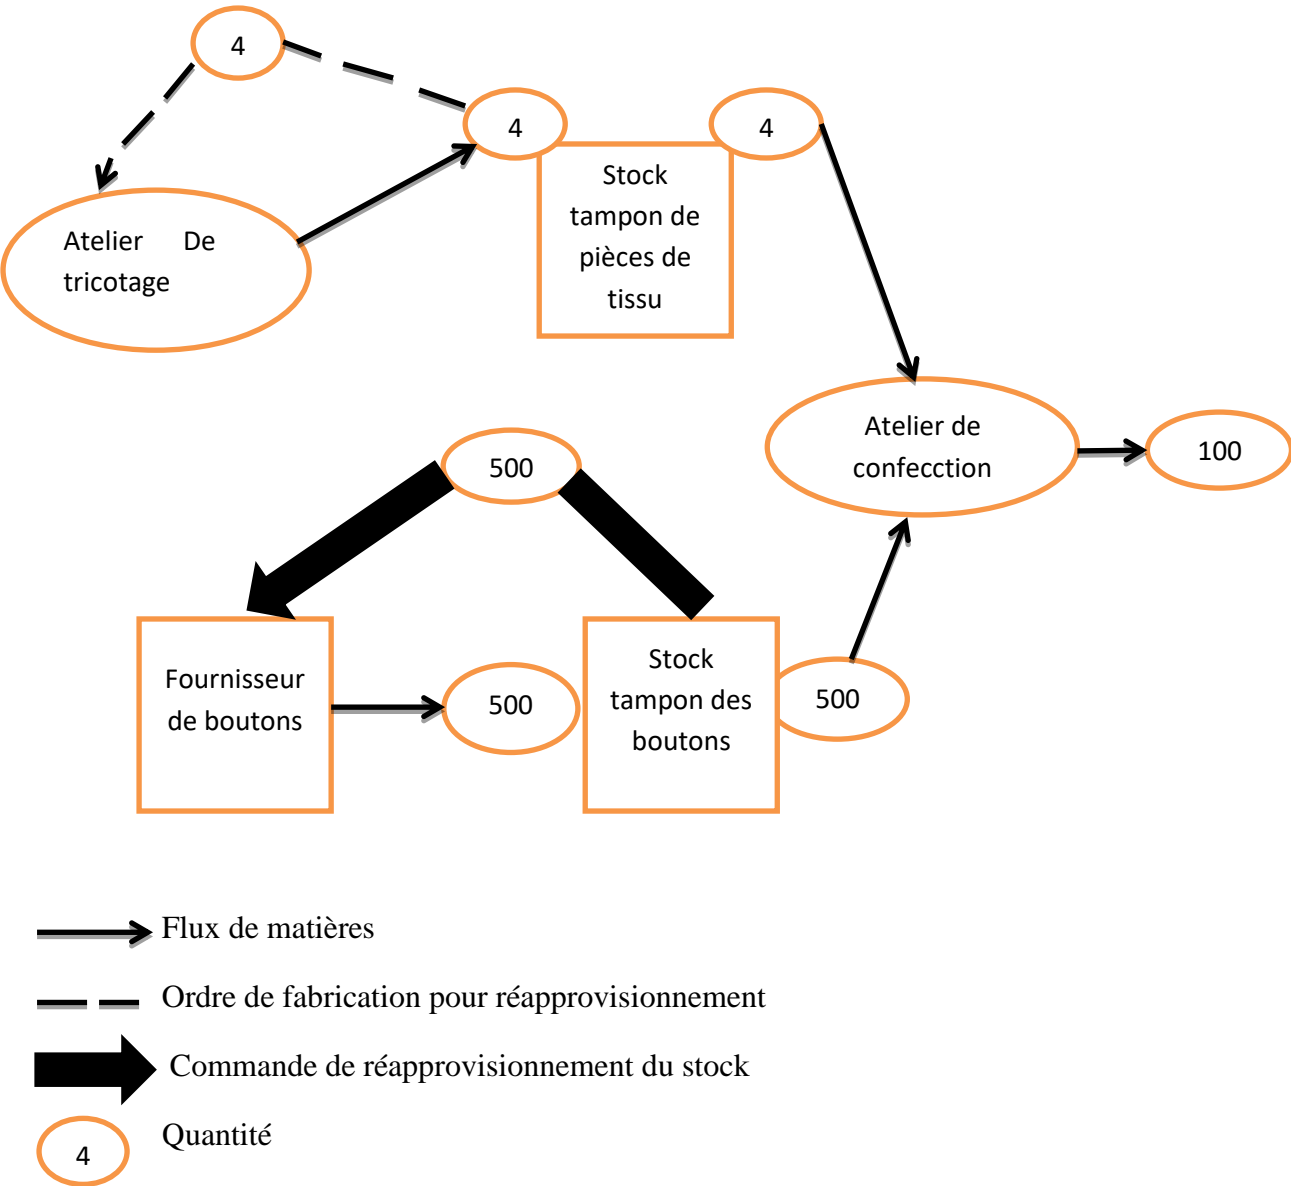 4
4
4
Stock
tampon de
pièces de
tissu
Atelier De
tricotage
Atelier de
confecction
100
500
Fournisseur
de boutons
500
Stock
tampon des
boutons
500
Flux de matières
Ordre de fabrication pour réapprovisionnement
Commande de réapprovisionnement du stock
Quantité
4